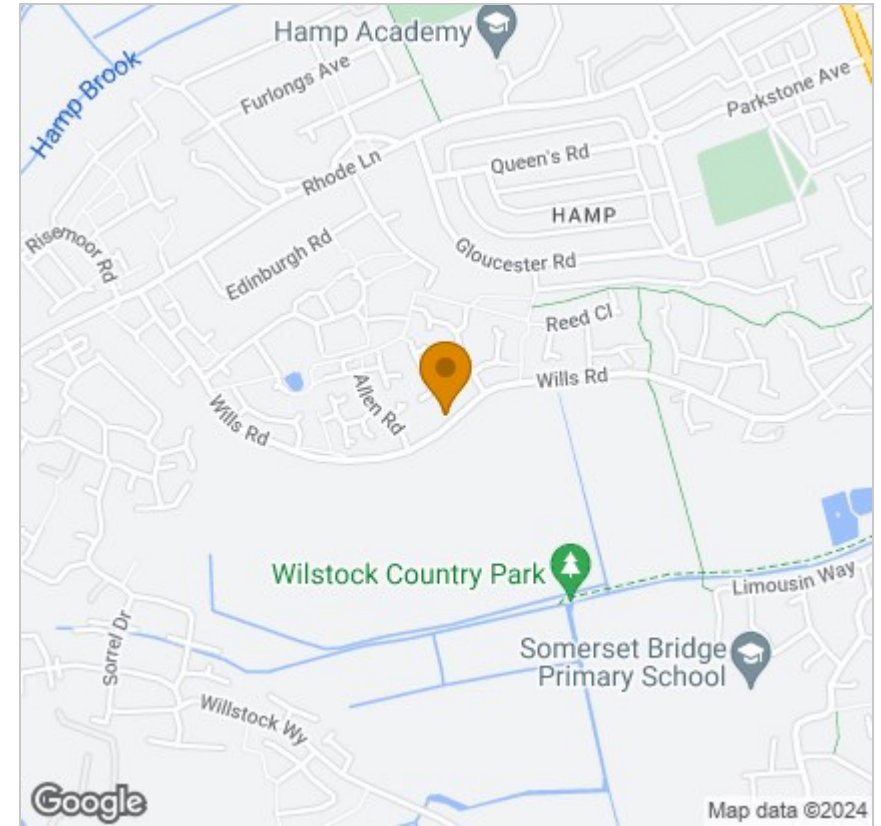 Hamp Academy
Hamp Brook
Furlongs Ave
Parkstone Ave
Rhode Ln
Queen's Rd
HAMP
Risemoor Rd
Edinburgh Rd
Gloucester Rd
Reed Cl
Wills Rd
Allen Rd
Wills Rd
Wilstock Country Park
Limousin Way
Somerset Bridge
Primary School
Sorrel Dr
Willstock Wy
Google
Map data ©2024